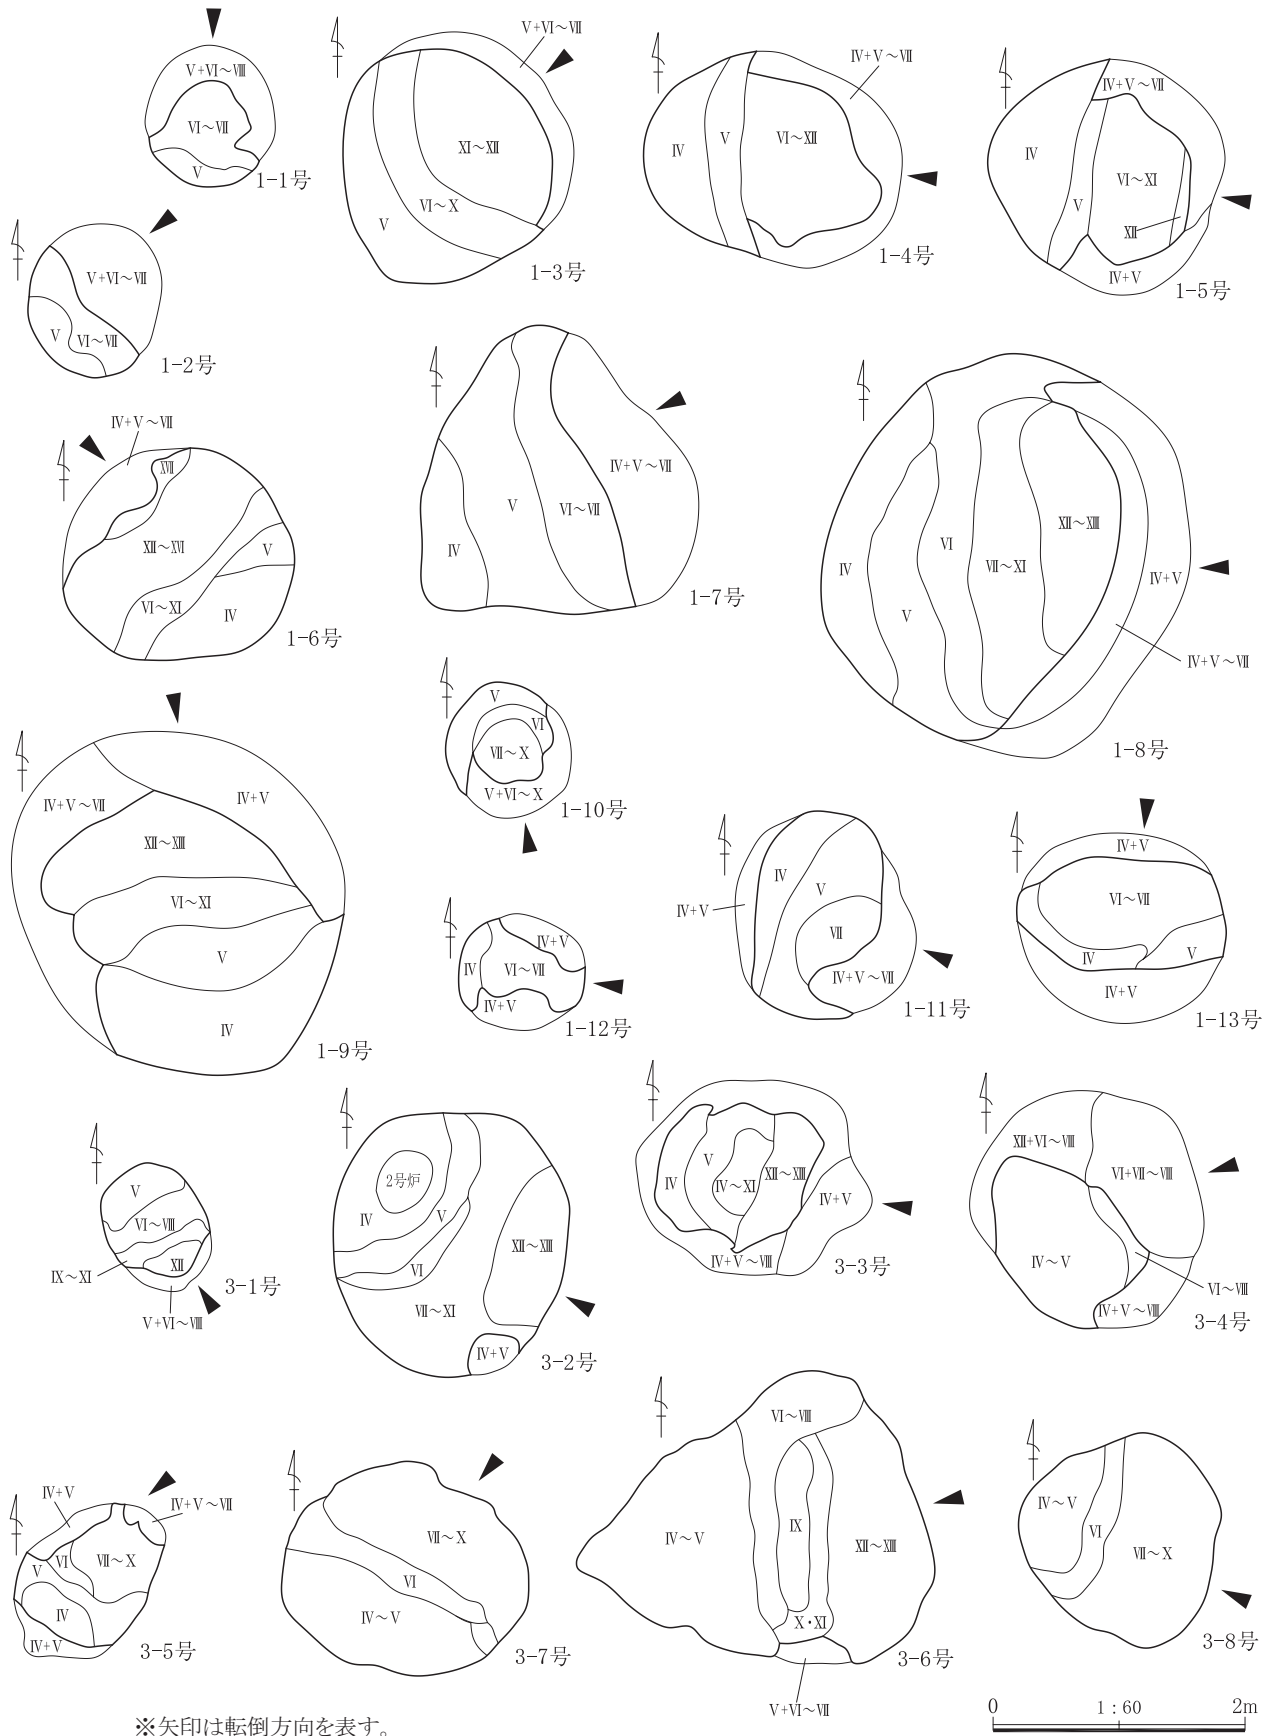 V+Ⅵ～Ⅷ
Ⅵ～Ⅶ
V
1-1号
V+Ⅵ～Ⅶ
Ⅺ～Ⅻ
Ⅵ～X
V
1-3号
Ⅳ+V～Ⅶ
Ⅳ
V
Ⅵ～Ⅻ
1-4号
Ⅳ+V～Ⅶ
Ⅳ
V
Ⅵ～Ⅺ
Ⅻ
Ⅳ+V
1-5号
V+Ⅵ～Ⅶ
V
Ⅵ～Ⅶ
1-2号
Ⅳ+V～Ⅶ
ⅩⅦ
Ⅻ～ⅩⅥ
V
Ⅵ～Ⅺ
Ⅳ
1-6号
Ⅳ+V～Ⅶ
V
Ⅵ～Ⅶ
Ⅳ
1-7号
Ⅻ～ⅩⅢ
Ⅵ
Ⅶ～Ⅺ
Ⅳ
Ⅳ+V
V
Ⅳ+V～Ⅶ
1-8号
Ⅳ+V～Ⅶ
Ⅳ+V
Ⅻ～ⅩⅢ
Ⅵ～Ⅺ
V
Ⅳ
1-9号
V
Ⅵ
Ⅶ～X
V+Ⅵ～X
1-10号
Ⅳ
V
Ⅳ+V
Ⅶ
Ⅳ+V～Ⅶ
1-11号
Ⅳ+V
Ⅳ
Ⅵ～Ⅶ
Ⅳ+V
1-12号
Ⅳ+V
Ⅵ～Ⅶ
Ⅳ
V
Ⅳ+V
1-13号
V
Ⅵ～Ⅷ
Ⅸ～Ⅺ
Ⅻ
V+Ⅵ～Ⅷ
3-1号
2号炉
Ⅳ
V
Ⅵ
Ⅻ～ⅩⅢ
Ⅶ～Ⅺ
Ⅳ+V
3-2号
Ⅳ
V
Ⅳ～Ⅺ
Ⅻ～ⅩⅢ
Ⅳ+V
Ⅳ+V～Ⅷ
3-3号
Ⅻ+Ⅵ～Ⅷ
Ⅵ+Ⅶ～Ⅷ
Ⅳ～V
Ⅵ～Ⅷ
Ⅳ+V～Ⅷ
3-4号
Ⅳ+V
Ⅳ+V～Ⅶ
V
Ⅵ
Ⅶ～X
Ⅳ
Ⅳ+V
3-5号
Ⅶ～X
Ⅵ
Ⅳ～V
3-7号
Ⅵ～Ⅷ
Ⅳ～V
Ⅸ
Ⅻ～ⅩⅢ
X・Ⅺ
V+Ⅵ～Ⅶ
3-6号
Ⅳ～V
Ⅵ
Ⅶ～X
3-8号
※矢印は転倒方向を表す。
0 1：60 2m